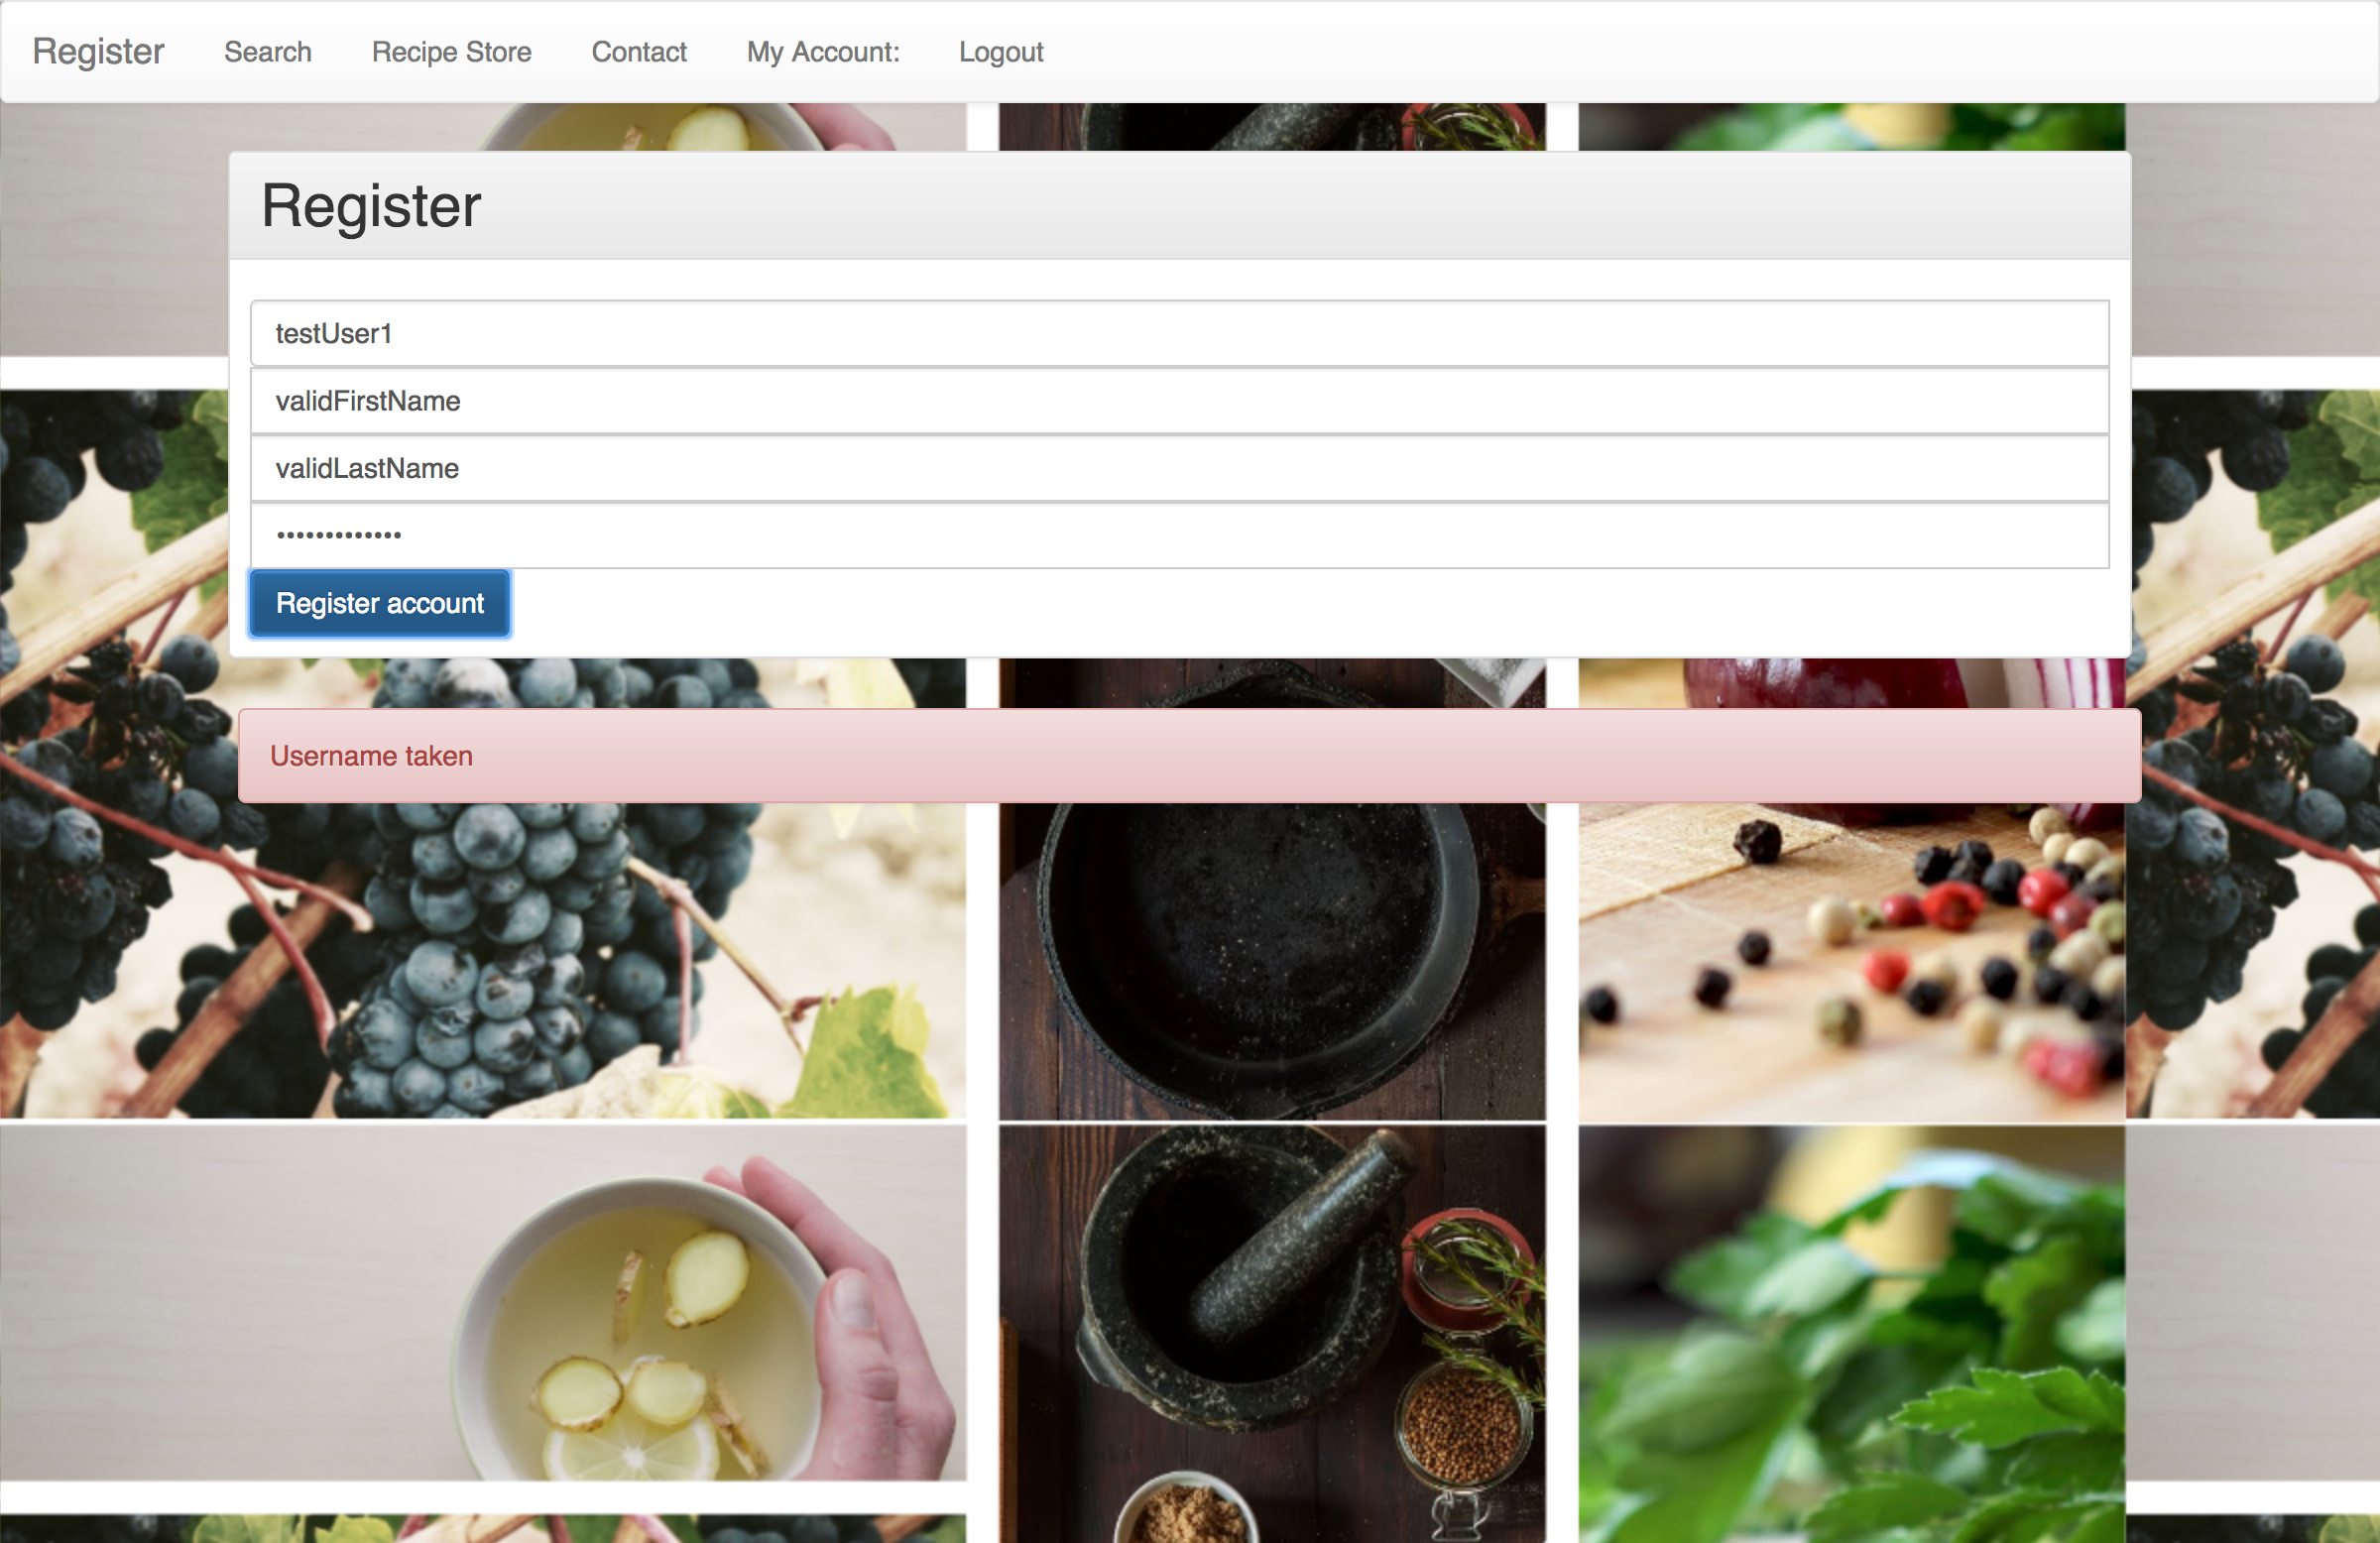 Register Search Recipe Store Contact My Account: Logout
Register
testUser1
validFirstName
validLastName
•••••••••••••
Register account
Username taken